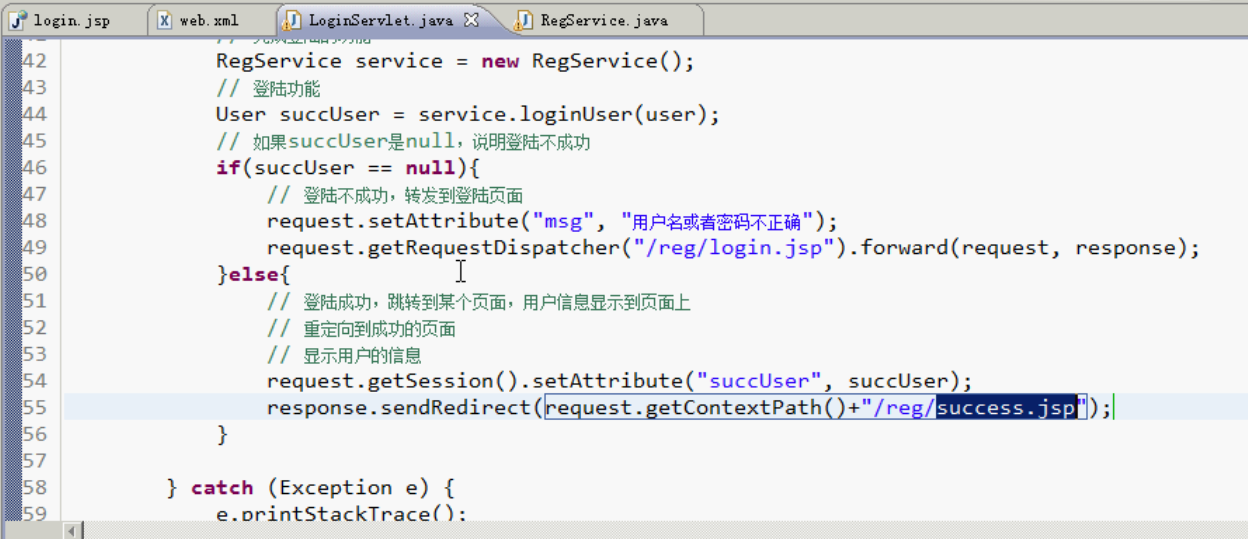 login.jsp web.xml LoginServlet.java RegService.java
42 RegService service = new RegService();
43 // 登陆功能
44 User succUser = service.loginUser(user);
45 // 如果succUser是null，说明登陆不成功
46 if(succUser == null){
47 // 登陆不成功，转发到登陆页面
48 request.setAttribute("msg", "用户名或者密码不正确");
49 request.getRequestDispatcher("/reg/login.jsp").forward(request, response);
50 }else{
51 // 登陆成功，跳转到某个页面，用户信息显示到页面上
52 // 重定向到成功的页面
53 // 显示用户的信息
54 request.getSession().setAttribute("succUser", succUser);
55 response.sendRedirect(request.getContextPath()+"/reg/success.jsp");
56 }
57
58 } catch (Exception e) {
59 e.printStackTrace();